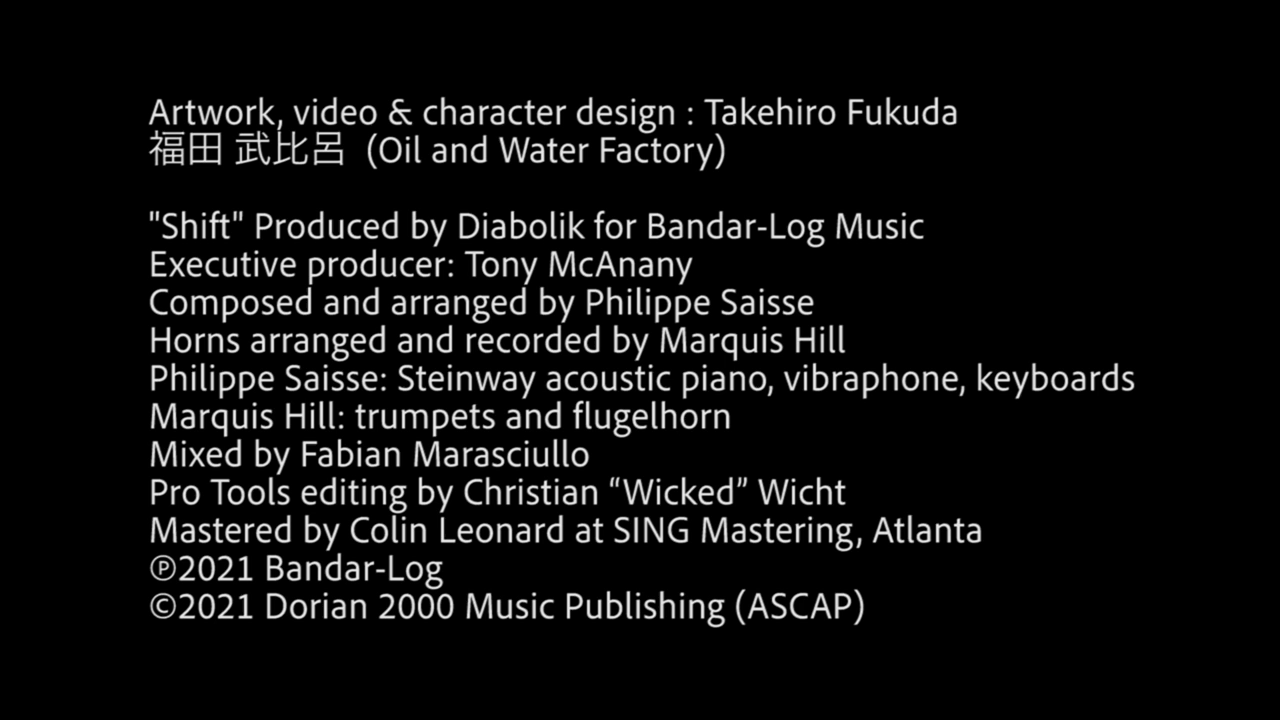 Artwork, video & character design : Takehiro Fukuda
福田 武比呂 (Oil and Water Factory)
"Shift" Produced by Diabolik for Bandar-Log Music
Executive producer: Tony McAnany
Composed and arranged by Philippe Saisse
Horns arranged and recorded by Marquis Hill
Philippe Saisse: Steinway acoustic piano, vibraphone, keyboards
Marquis Hill: trumpets and flugelhorn
Mixed by Fabian Marasciullo
Pro Tools editing by Christian “Wicked” Wicht
Mastered by Colin Leonard at SING Mastering, Atlanta
℗2021 Bandar-Log
©2021 Dorian 2000 Music Publishing (ASCAP)